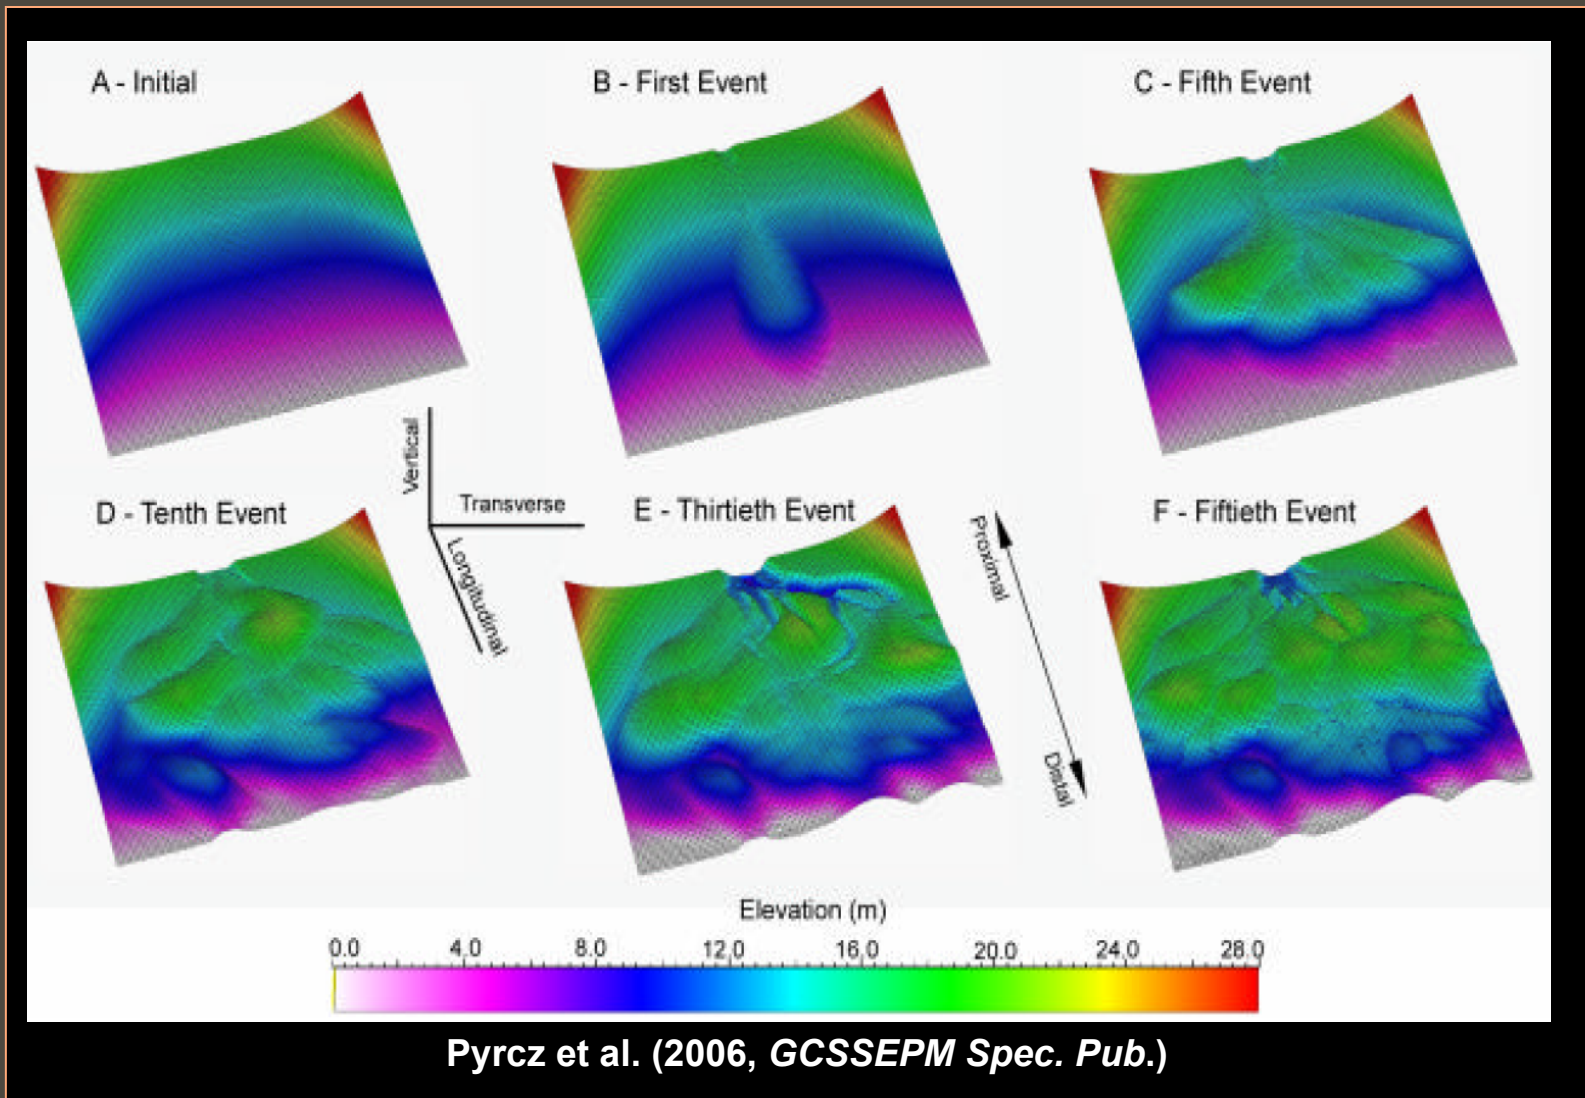 A - Initial
B - First Event
C - Fifth Event
Vertical
Transverse
Longitudinal
D - Tenth Event
E - Thirtieth Event
Proximal
Distal
F - Fiftieth Event
Elevation (m)
0.0 4.0 8.0 12.0 16.0 20.0 24.0 28.0
Pyrcz et al. (2006, GCSSEPM Spec. Pub.)